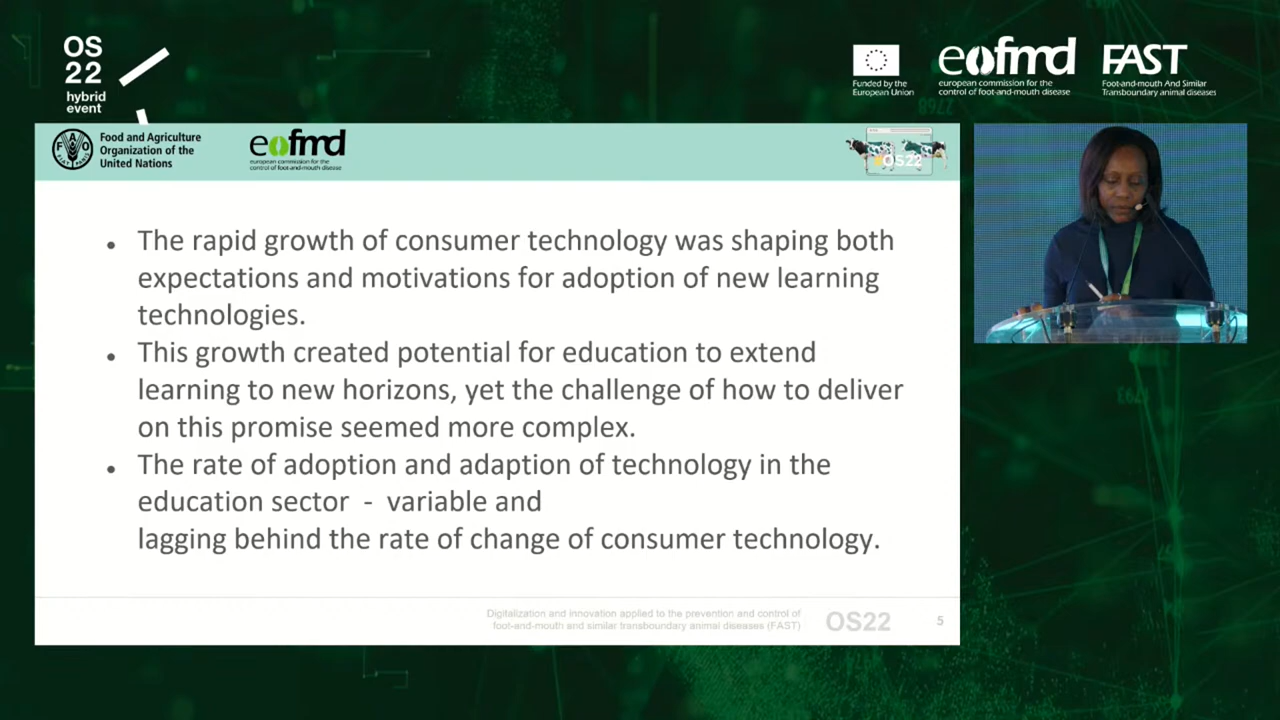 OS
22
hybrid
event
Funded by the
European Union
eofmd
european commission for the
control of foot-and-mouth disease
FAST
Foot-and-mouth And Similar
Transboundary animal diseases
FAO
FIAT PANIS
Food and Agriculture
Organization of the
United Nations
eofmd
european commission for the
control of foot-and-mouth disease
#OS22
• The rapid growth of consumer technology was shaping both
expectations and motivations for adoption of new learning
technologies.
• This growth created potential for education to extend
learning to new horizons, yet the challenge of how to deliver
on this promise seemed more complex.
• The rate of adoption and adaption of technology in the
education sector - variable and
lagging behind the rate of change of consumer technology.
Digitalization and innovation applied to the prevention and control of
foot-and-mouth and similar transboundary animal diseases (FAST)
OS22
5